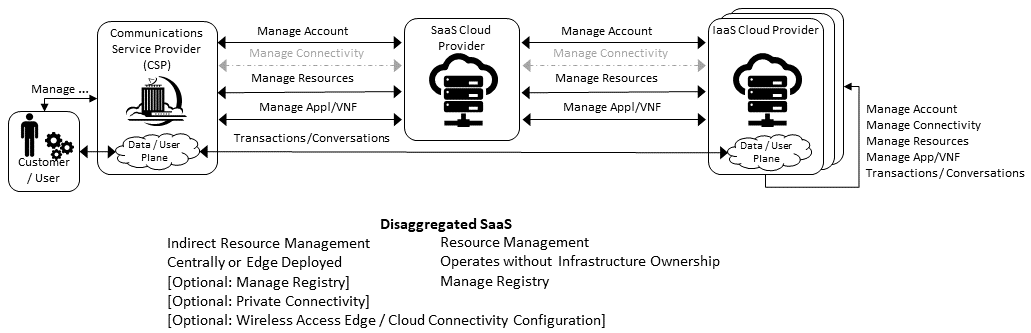 Communications
Service Provider
(CSP)
Manage Account
Manage Connectivity
Manage Resources
Manage Appl/VNF
Transactions/Conversations
SaaS Cloud
Provider
Manage Account
Manage Connectivity
Manage Resources
Manage Appl/VNF
IaaS Cloud Provider
Manage ...
Customer
/ User
Data / User
Plane
Data / User
Plane
Manage Account
Manage Connectivity
Manage Resources
Manage App/VNF
Transactions / Conversations
Disaggregated SaaS
Indirect Resource Management
Centrally or Edge Deployed
[Optional: Manage Registry]
[Optional: Private Connectivity]
[Optional: Wireless Access Edge / Cloud Connectivity Configuration]
Resource Management
Operates without Infrastructure Ownership
Manage Registry